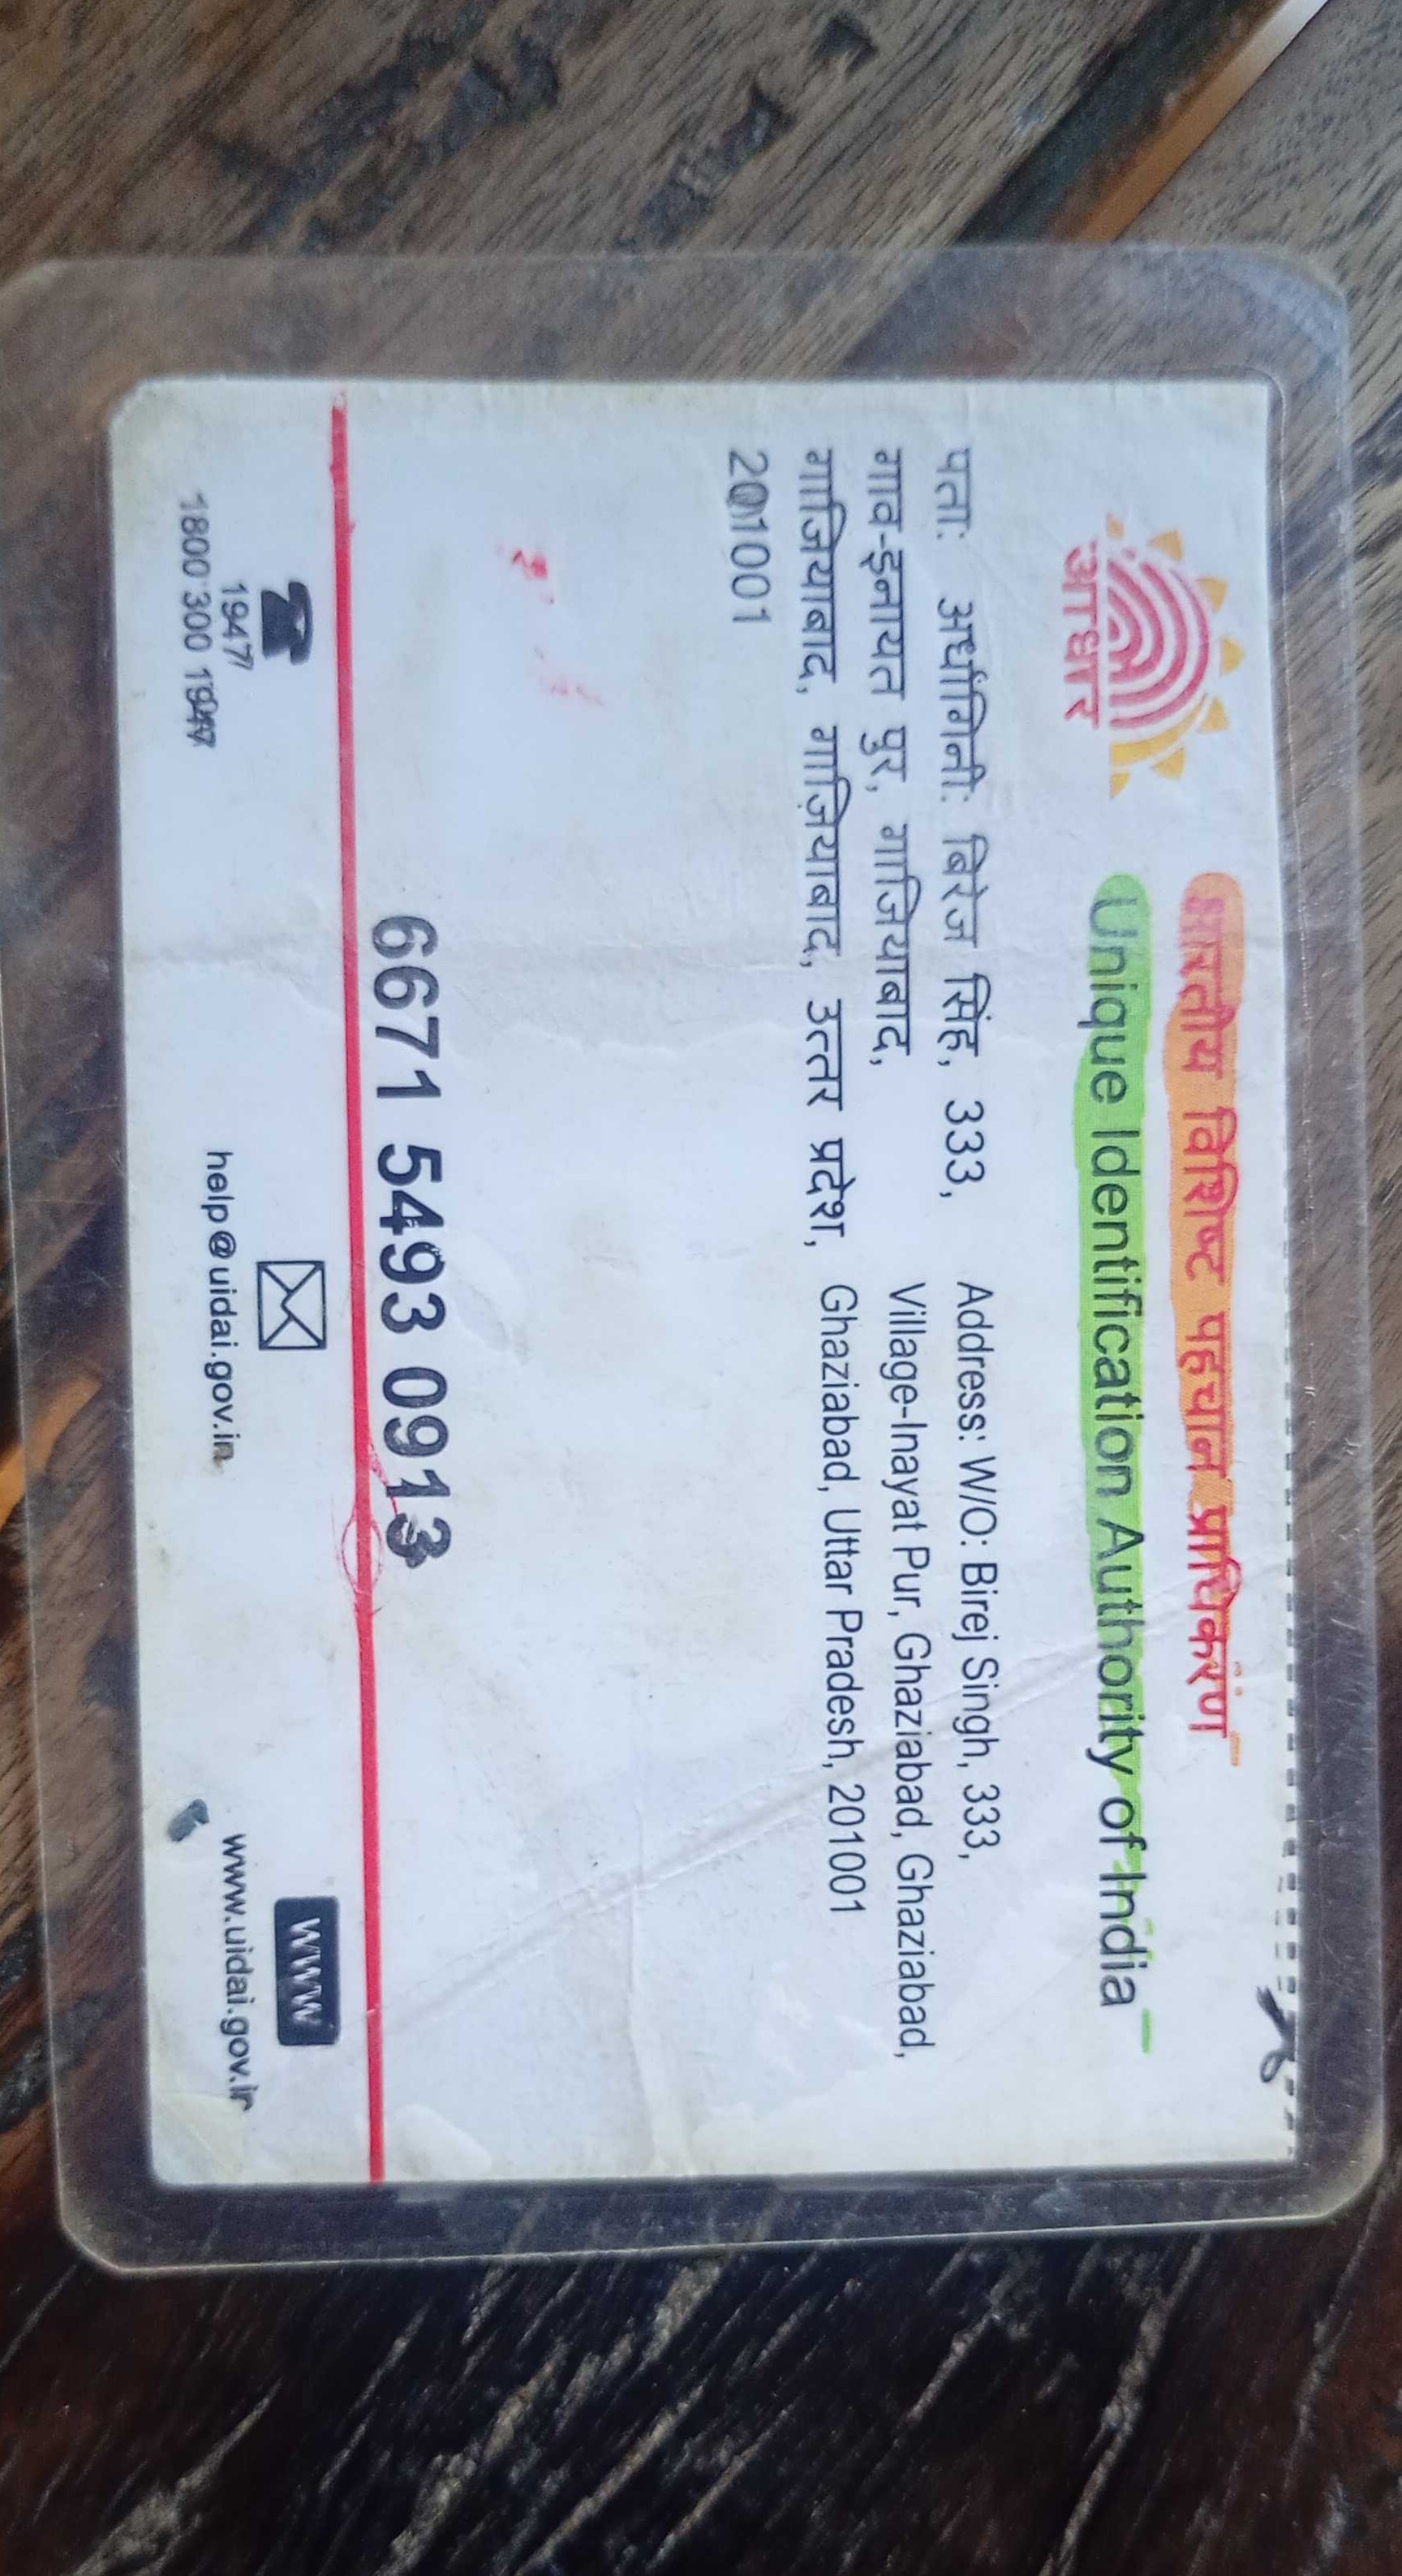 आधार
भारतीय विशिष्ट पहचान प्राधिकरण
Unique Identification Authority of India
पता: अर्धांगिनी: बिरेज सिंह, 333,
गाव-इनायत पुर, गाजियाबाद,
गाजियाबाद, गाज़ियाबाद, उत्तर प्रदेश,
201001
Address: W/O: Birej Singh, 333,
Village-Inayat Pur, Ghaziabad, Ghaziabad,
Ghaziabad, Uttar Pradesh, 201001
6671 5493 0913
1947
1800 300 1947
help@uidai.gov.in
www
www.uidai.gov.in